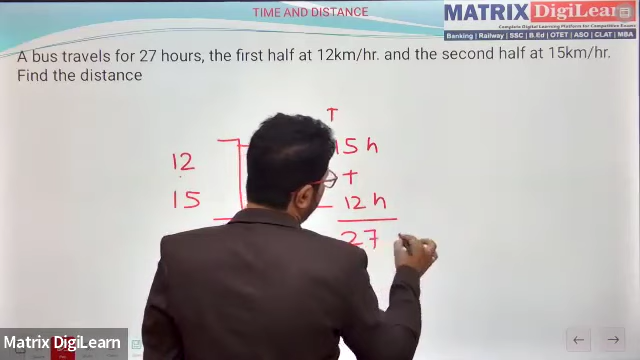 TIME AND DISTANCE
MATRIX DigiLearn
Complete Digital Learning Platform for Competitive Exams
Banking | Railway | SSC | B.Ed | OTET | ASO | CLAT | MBA
A bus travels for 27 hours, the first half at 12km/hr. and the second half at 15km/hr.
Find the distance
T
12
15 h
+
15
12 h
27
Matrix DigiLearn